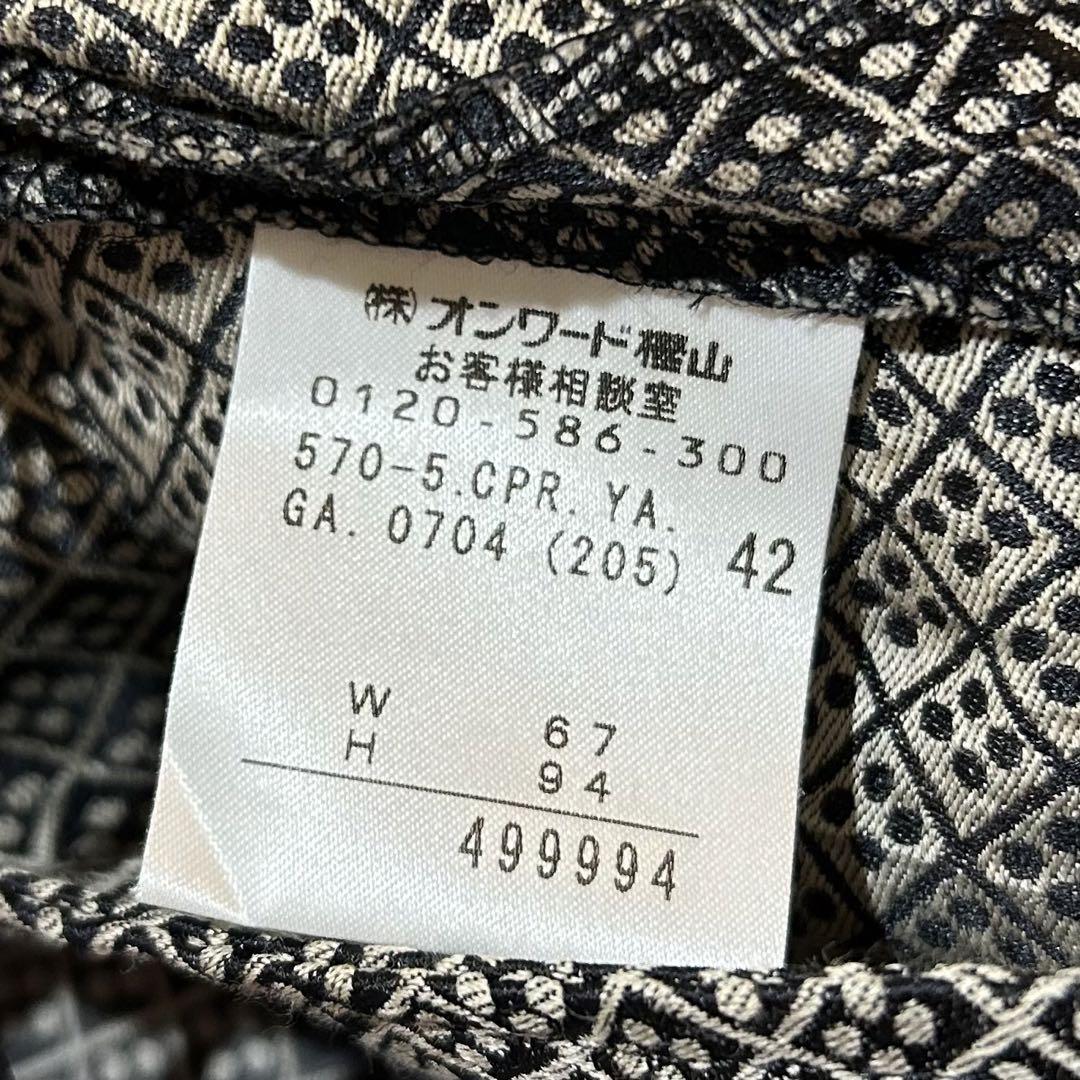 ㈱オンワード樫山
お客様相談室
0120-586-300
570-5.CPR. YA.
GA. 0704 (205) 42
W 67
H 94
499994